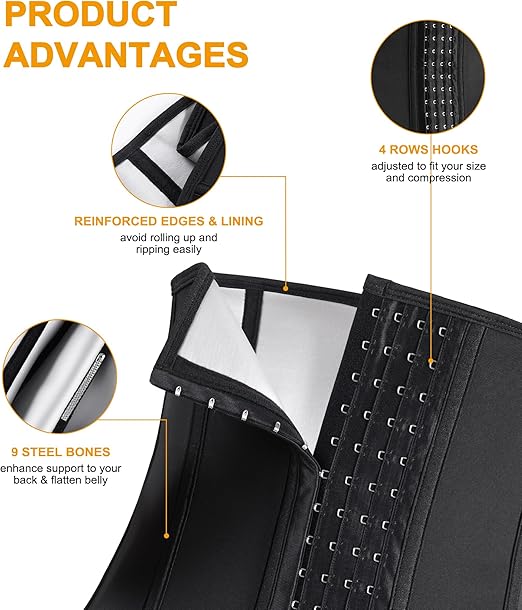 PRODUCT
ADVANTAGES
4 ROWS HOOKS
adjusted to fit your size
and compression
REINFORCED EDGES & LINING
avoid rolling up and
ripping easily
9 STEEL BONES
enhance support to your
back & flatten belly